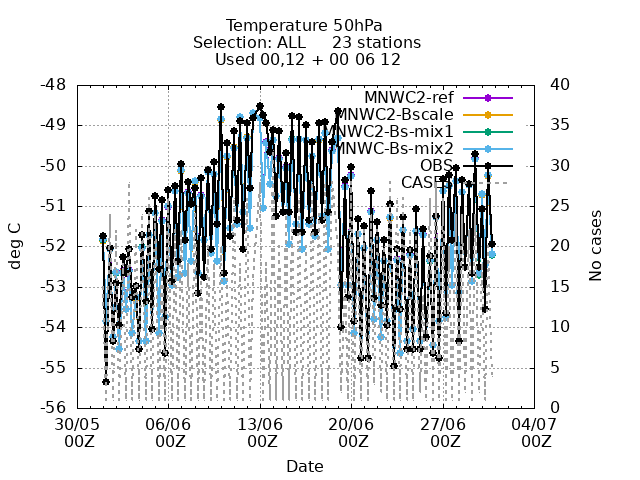 Temperature 50hPa
Selection: ALL 23 stations
Used 00,12 + 00 06 12
-48
-49
-50
-51
-52
-53
-54
-55
-56
deg C
40
35
30
25
20
15
10
5
0
No cases
MNWC2-ref
MNWC2-Bscale
MNWC2-Bs-mix1
MNWC-Bs-mix2
OBS
CASES
30/05 06/06 13/06 20/06 27/06 04/07
00Z 00Z 00Z 00Z 00Z 00Z
Date